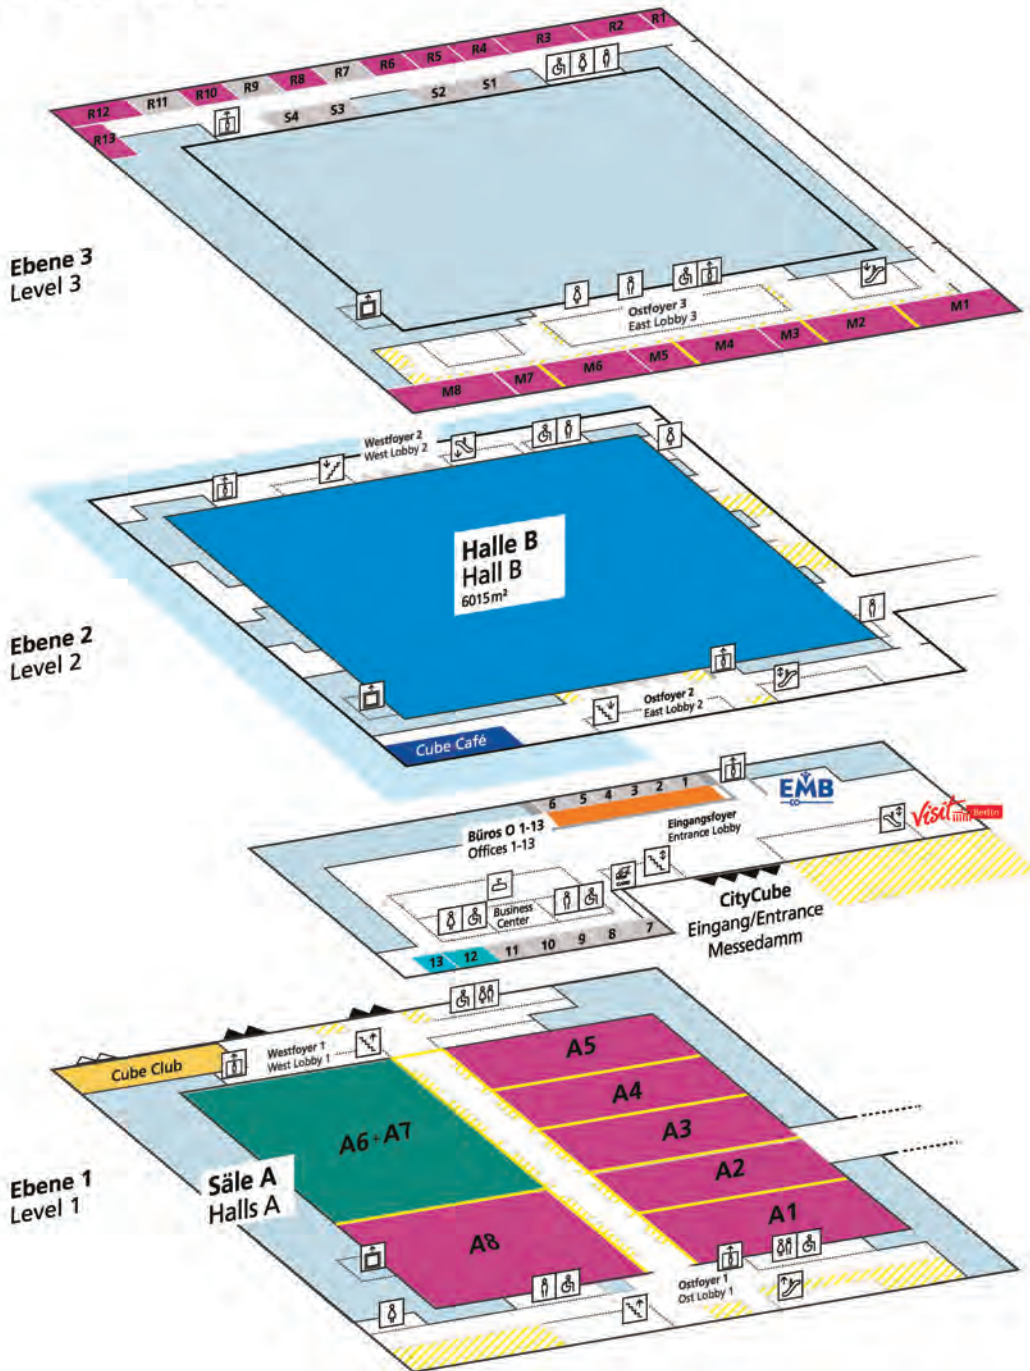 R1
R2
R3
R4
R5
R6
R7
R8
R9
R10
R11
R12
R13
S1
S2
S3
S4
Ebene 3
Level 3
Ostfoyer 3
East Lobby 3
M1
M2
M3
M4
M5
M6
M7
M8
Westfoyer 2
West Lobby 2
Halle B
Hall B
6015 m²
Ebene 2
Level 2
Ostfoyer 2
East Lobby 2
Cube Café
6 5 4 3 2 1
EMB
visit Berlin
Büros O 1-13
Offices 1-13
Eingangsfoyer
Entrance Lobby
Business
Center
CityCube
Eingang/Entrance
Messedamm
13 12 11 10 9 8 7
Cube Club
Westfoyer 1
West Lobby 1
A5
A4
A6+A7
A3
A2
Ebene 1
Level 1
Säle A
Halls A
A1
A8
Ostfoyer 1
Ost Lobby 1